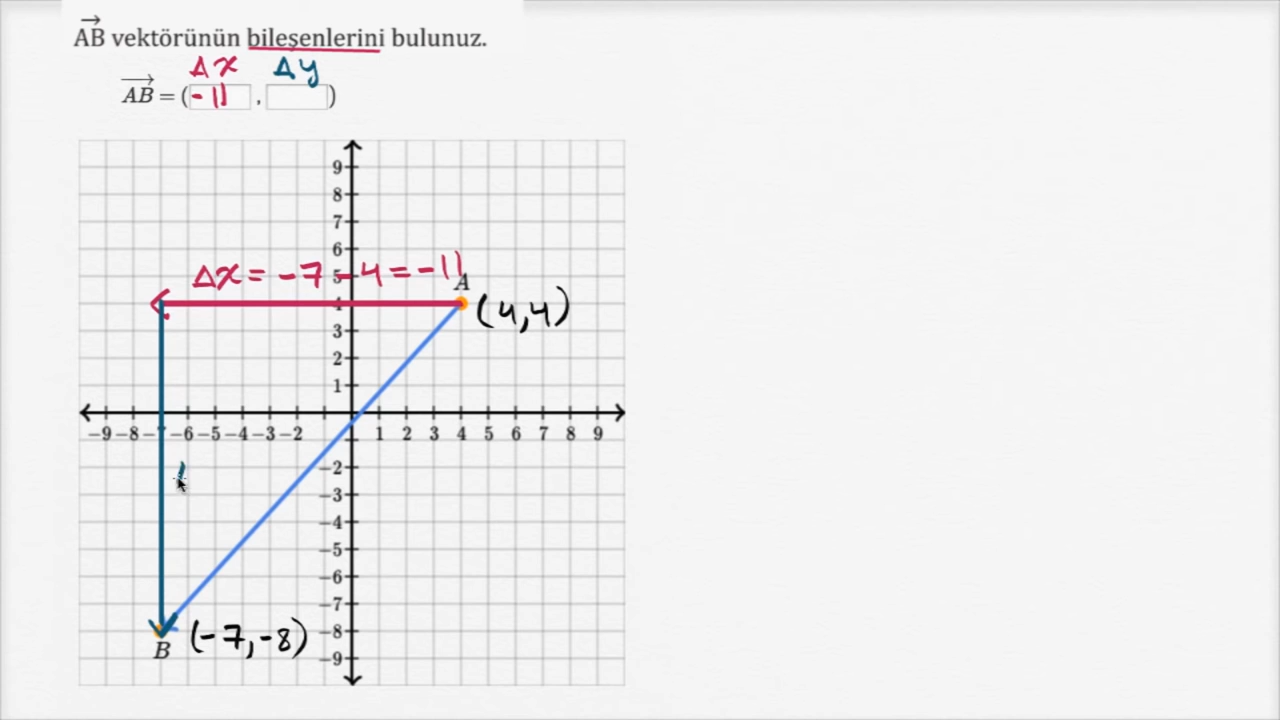 AB vektörünün bileşenlerini bulunuz.
Δx Δy
AB = (-11 , )
9
8
7
6
Δx = -7 - 4 = -11
5
A
4
(4,4)
3
2
1
-9 -8 -7 -6 -5 -4 -3 -2 1 2 3 4 5 6 7 8 9
-2
-3
-4
-5
-6
-7
-8
B (-7,-8)
-9